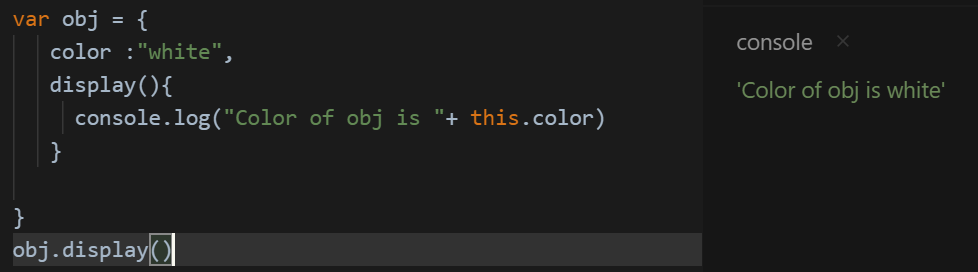 var obj = {
color :"white",
display(){
console.log("Color of obj is "+ this.color)
}
}
obj.display()
console ×
'Color of obj is white'